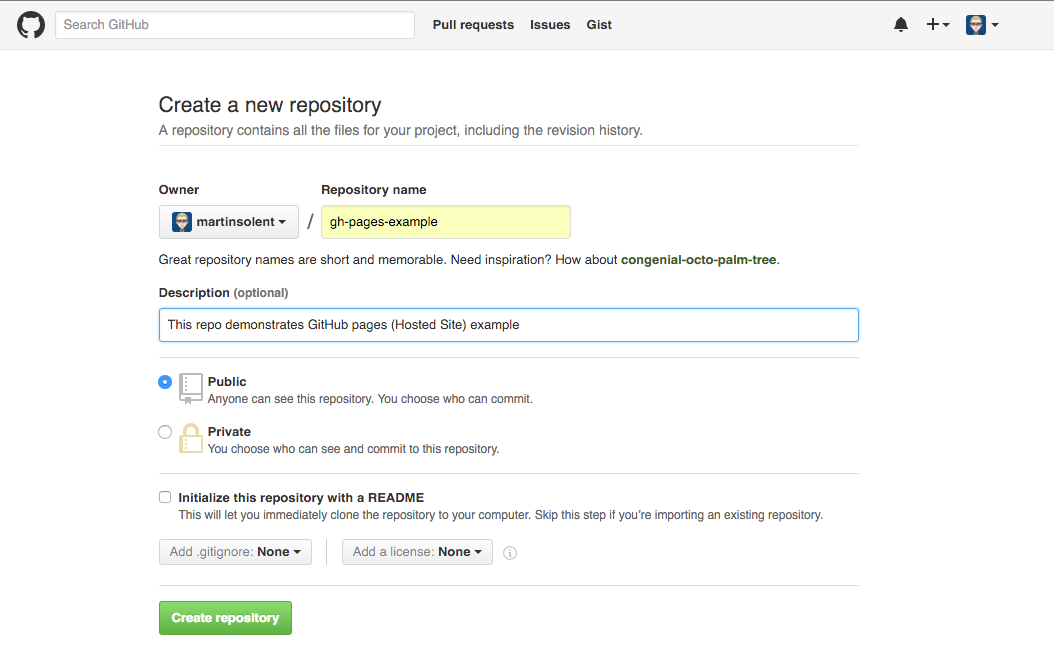 Search GitHub
Pull requests Issues Gist
Create a new repository
A repository contains all the files for your project, including the revision history.
Owner Repository name
martinsolent / gh-pages-example
Great repository names are short and memorable. Need inspiration? How about congenial-octo-palm-tree.
Description (optional)
This repo demonstrates GitHub pages (Hosted Site) example
Public
Anyone can see this repository. You choose who can commit.
Private
You choose who can see and commit to this repository.
Initialize this repository with a README
This will let you immediately clone the repository to your computer. Skip this step if you’re importing an existing repository.
Add .gitignore: None Add a license: None
Create repository